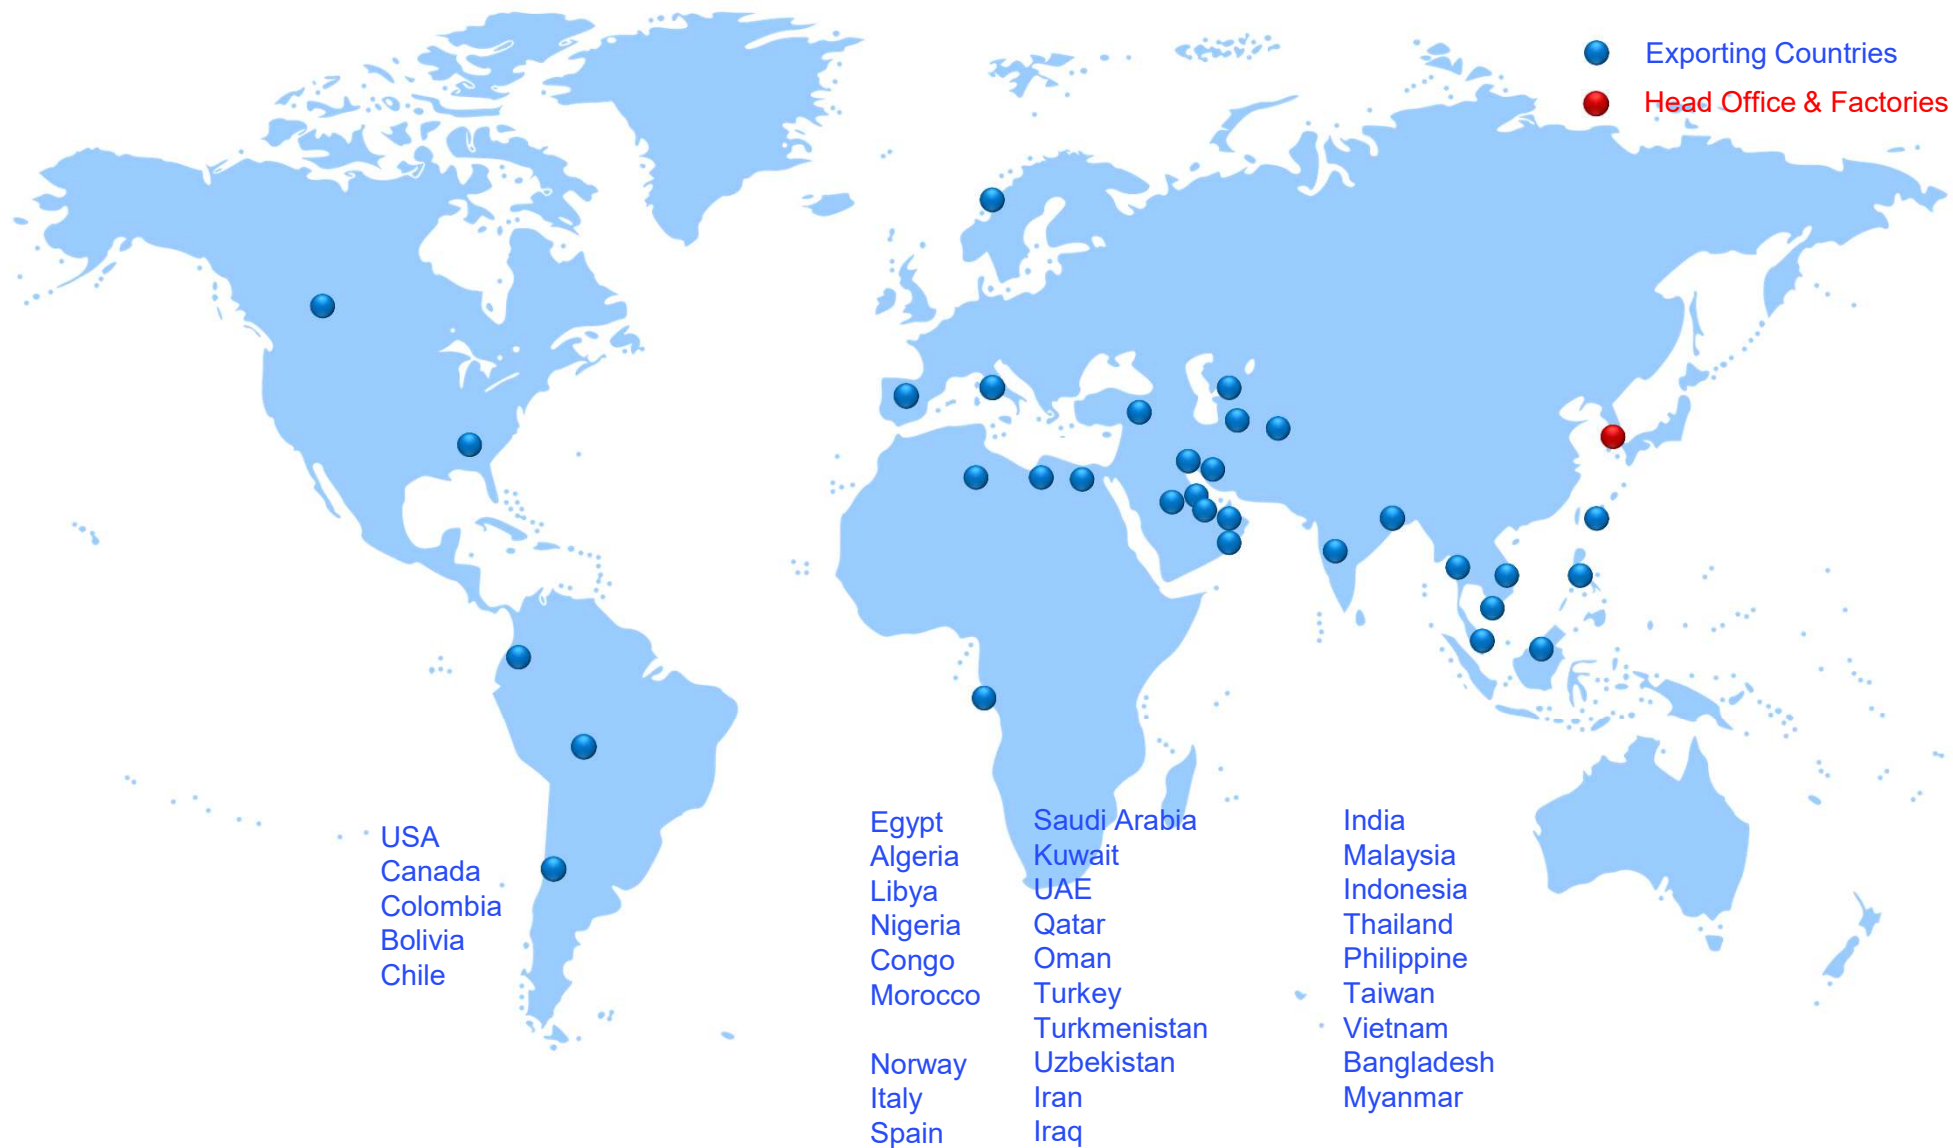 Exporting Countries
Head Office & Factories
USA
Canada
Colombia
Bolivia
Chile
Egypt
Algeria
Libya
Nigeria
Congo
Morocco
Norway
Italy
Spain
Saudi Arabia
Kuwait
UAE
Qatar
Oman
Turkey
Turkmenistan
Uzbekistan
Iran
Iraq
India
Malaysia
Indonesia
Thailand
Philippine
Taiwan
Vietnam
Bangladesh
Myanmar